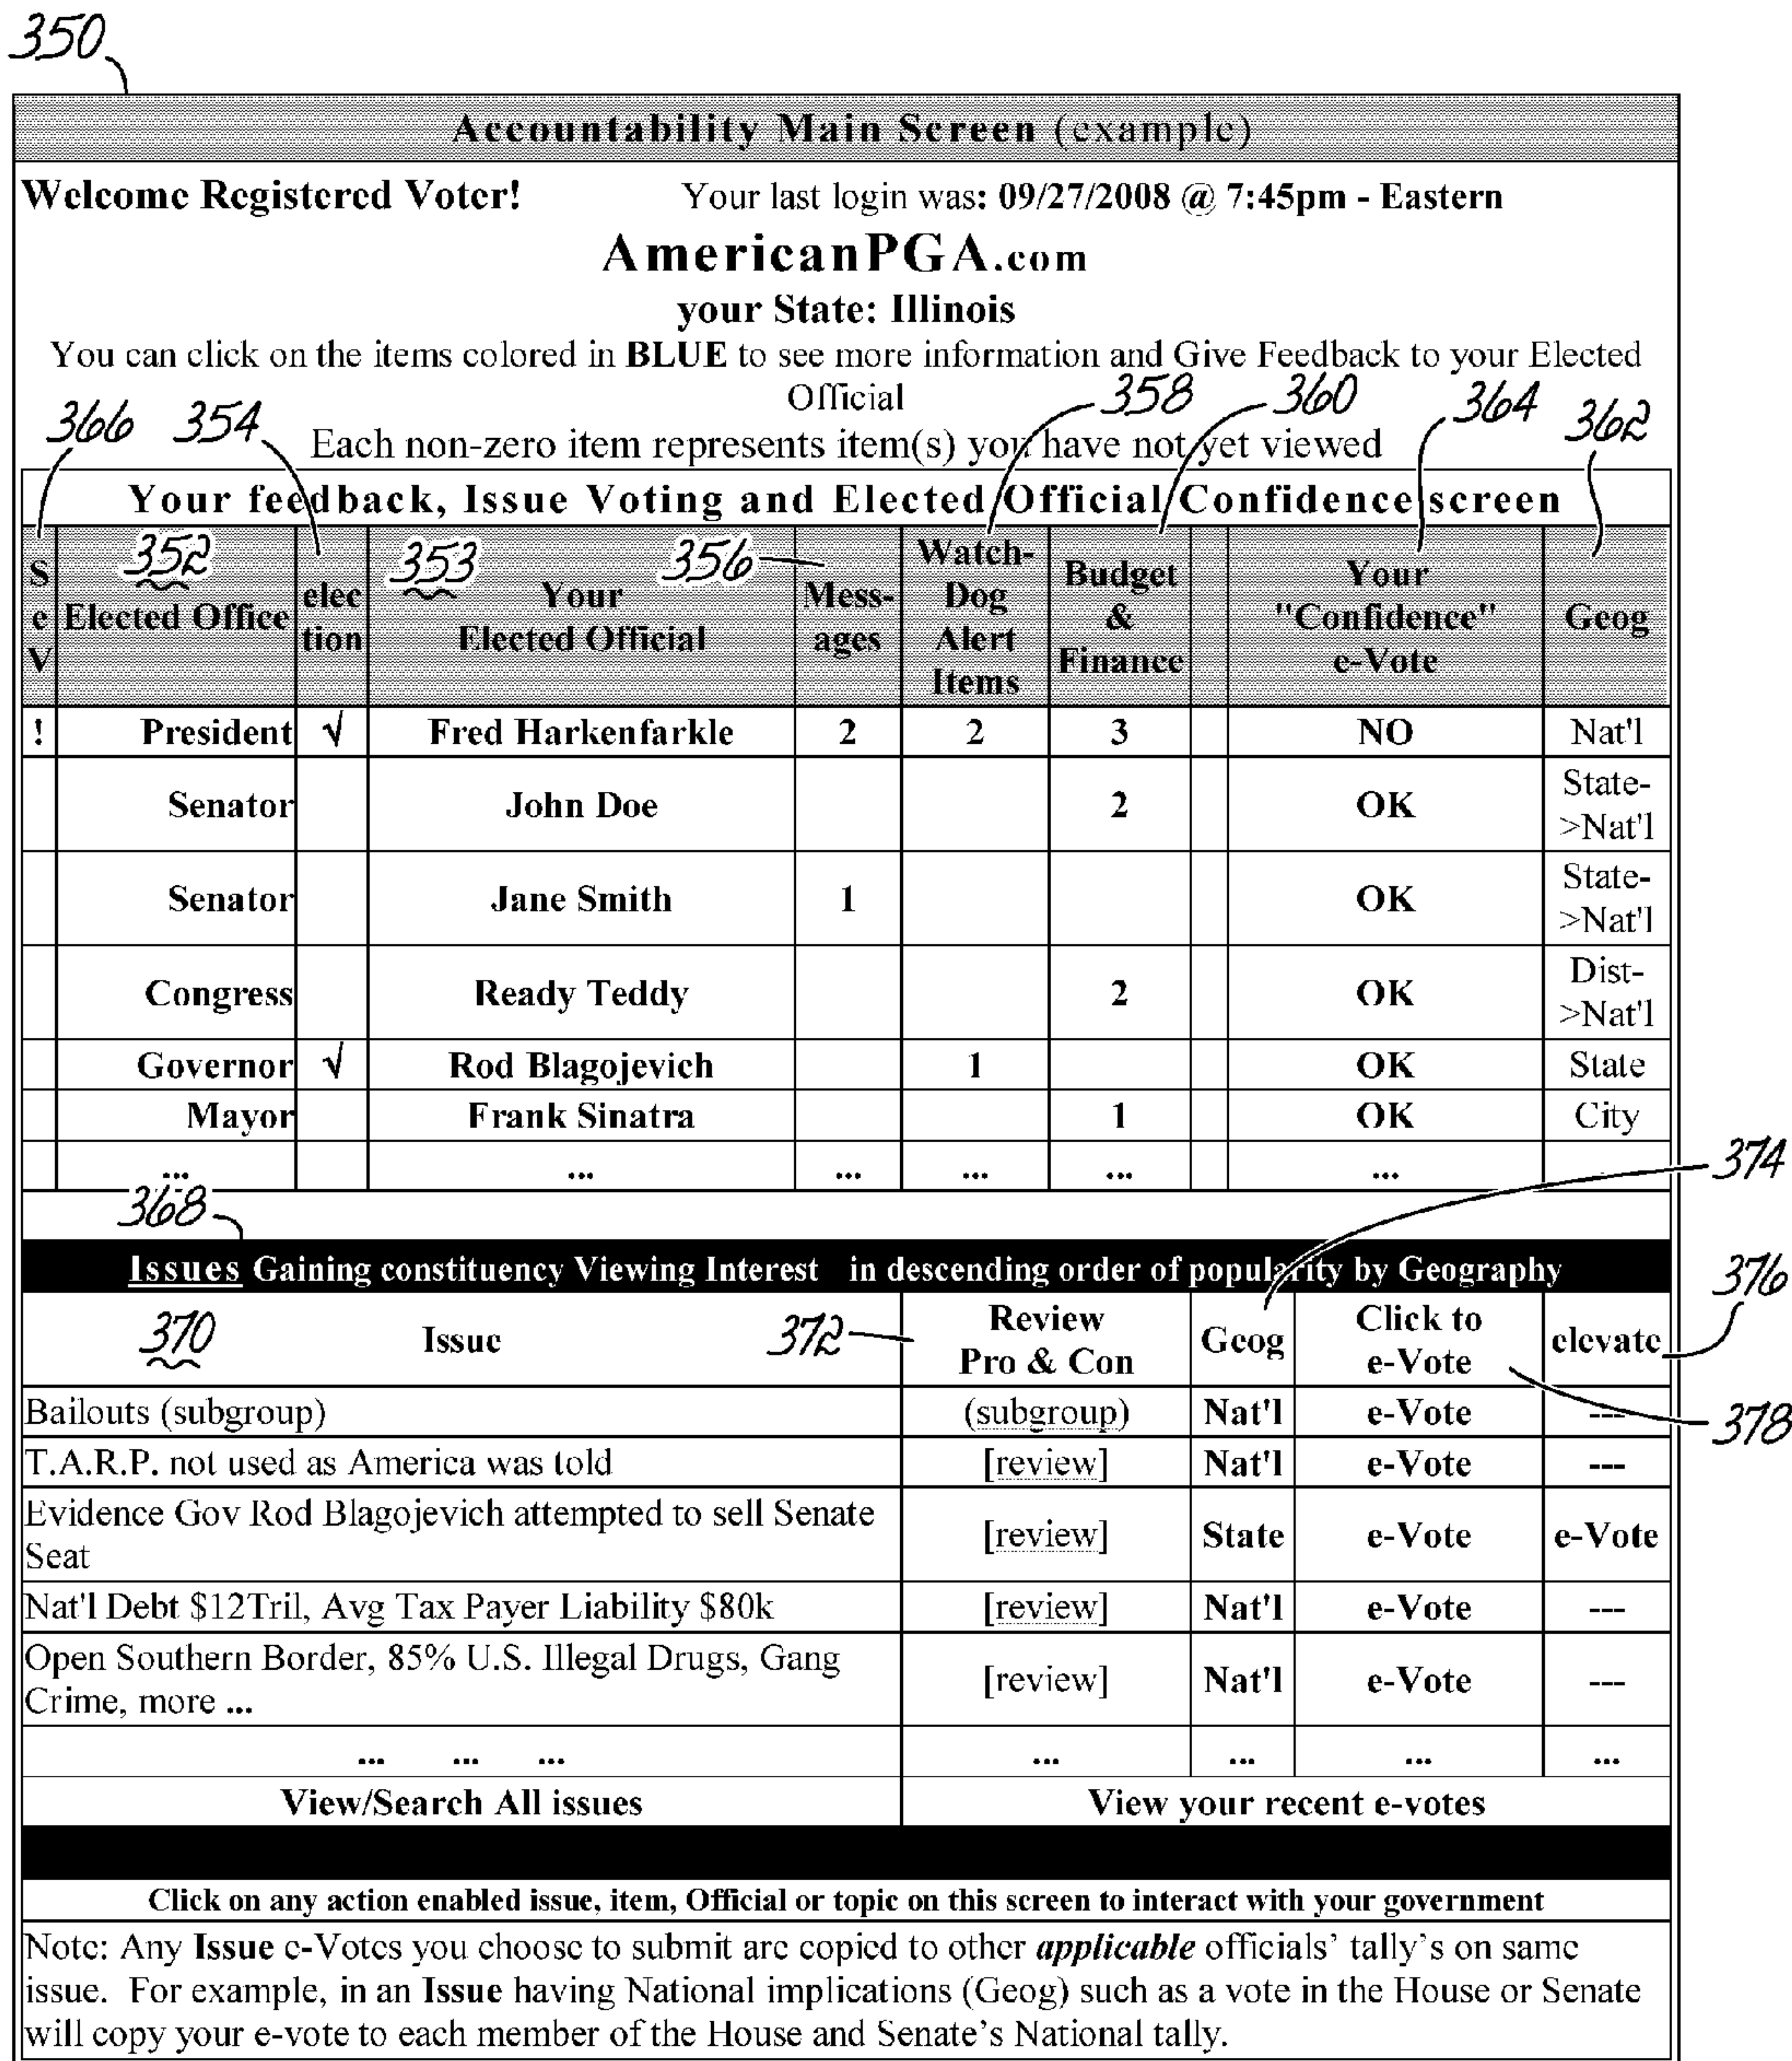 350
Accountability Main Screen (example)
Welcome Registered Voter! Your last login was: 09/27/2008 @ 7:45pm - Eastern
AmericanPGA.com
your State: Illinois
You can click on the items colored in BLUE to see more information and Give Feedback to your Elected
Official
358 360 364 362
366 354
Each non-zero item represents item(s) you have not yet viewed
Your feedback, Issue Voting and Elected Official Confidence screen
S e V
352 Elected Office
elec tion
353 Your Elected Official
356
Mess- ages
Watch- Dog Alert Items
Budget & Finance
Your "Confidence" e-Vote
Geog
! President √ Fred Harkenfarkle 2 2 3 NO Nat'l
Senator John Doe 2 OK State- >Nat'l
Senator Jane Smith 1 OK State- >Nat'l
Congress Ready Teddy 2 OK Dist- >Nat'l
Governor √ Rod Blagojevich 1 OK State
Mayor Frank Sinatra 1 OK City
... ... ... ... ... ...
374
368
Issues Gaining constituency Viewing Interest in descending order of popularity by Geography
376
370 Issue 372 Review Pro & Con Geog Click to e-Vote elevate
378
Bailouts (subgroup) (subgroup) Nat'l e-Vote ---
T.A.R.P. not used as America was told [review] Nat'l e-Vote ---
Evidence Gov Rod Blagojevich attempted to sell Senate
Seat [review] State e-Vote e-Vote
Nat'l Debt $12Tril, Avg Tax Payer Liability $80k [review] Nat'l e-Vote ---
Open Southern Border, 85% U.S. Illegal Drugs, Gang
Crime, more ... [review] Nat'l e-Vote ---
... ... ... ... ... ... ...
View/Search All issues View your recent e-votes
Click on any action enabled issue, item, Official or topic on this screen to interact with your government
Note: Any Issue e-Votes you choose to submit are copied to other applicable officials' tally's on same
issue. For example, in an Issue having National implications (Geog) such as a vote in the House or Senate
will copy your e-vote to each member of the House and Senate's National tally.